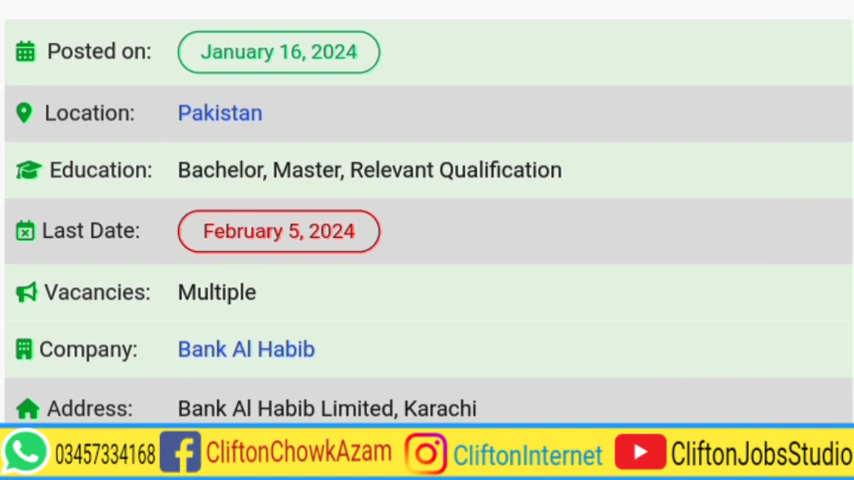 Posted on: January 16, 2024
Location: Pakistan
Education: Bachelor, Master, Relevant Qualification
Last Date: February 5, 2024
Vacancies: Multiple
Company: Bank Al Habib
Address: Bank Al Habib Limited, Karachi
03457334168 CliftonChowkAzam CliftonInternet CliftonJobsStudio